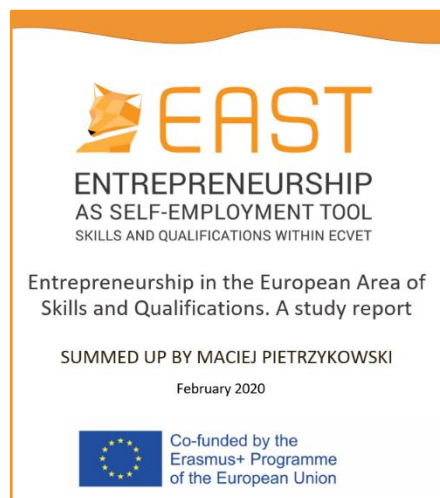 EAST
ENTREPRENEURSHIP
AS SELF-EMPLOYMENT TOOL
SKILLS AND QUALIFICATIONS WITHIN ECVET
Entrepreneurship in the European Area of
Skills and Qualifications. A study report
SUMMED UP BY MACIEJ PIETRZYKOWSKI
February 2020
Co-funded by the
Erasmus+ Programme
of the European Union